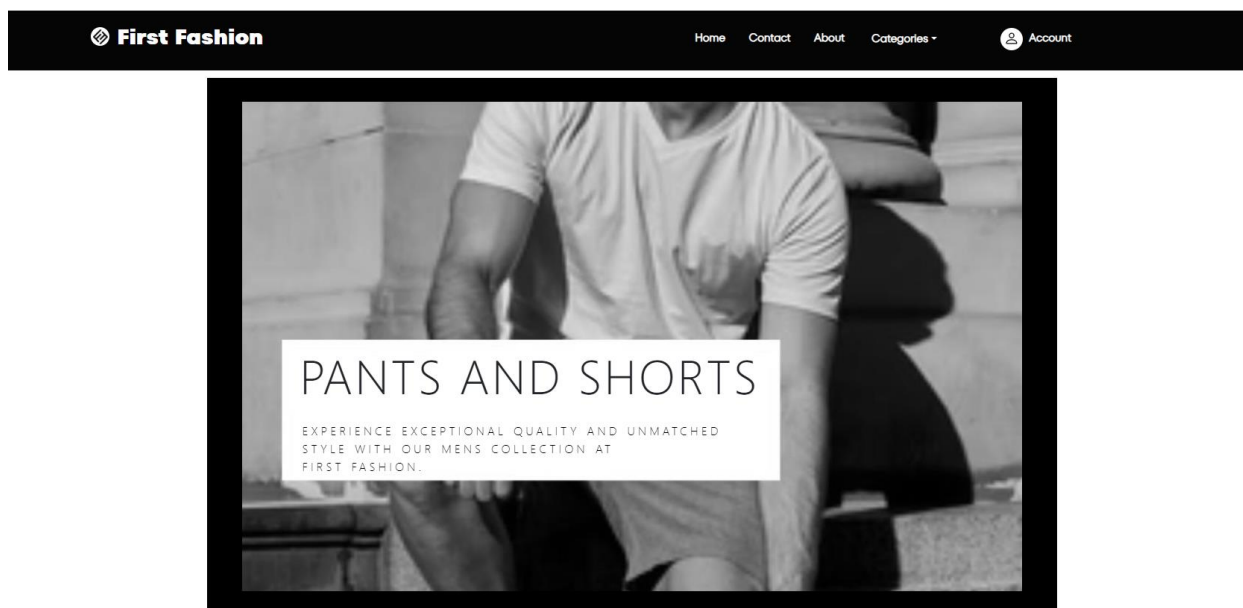 First Fashion
Home Contact About Categories Account
PANTS AND SHORTS
EXPERIENCE EXCEPTIONAL QUALITY AND UNMATCHED
STYLE WITH OUR MENS COLLECTION AT
FIRST FASHION.